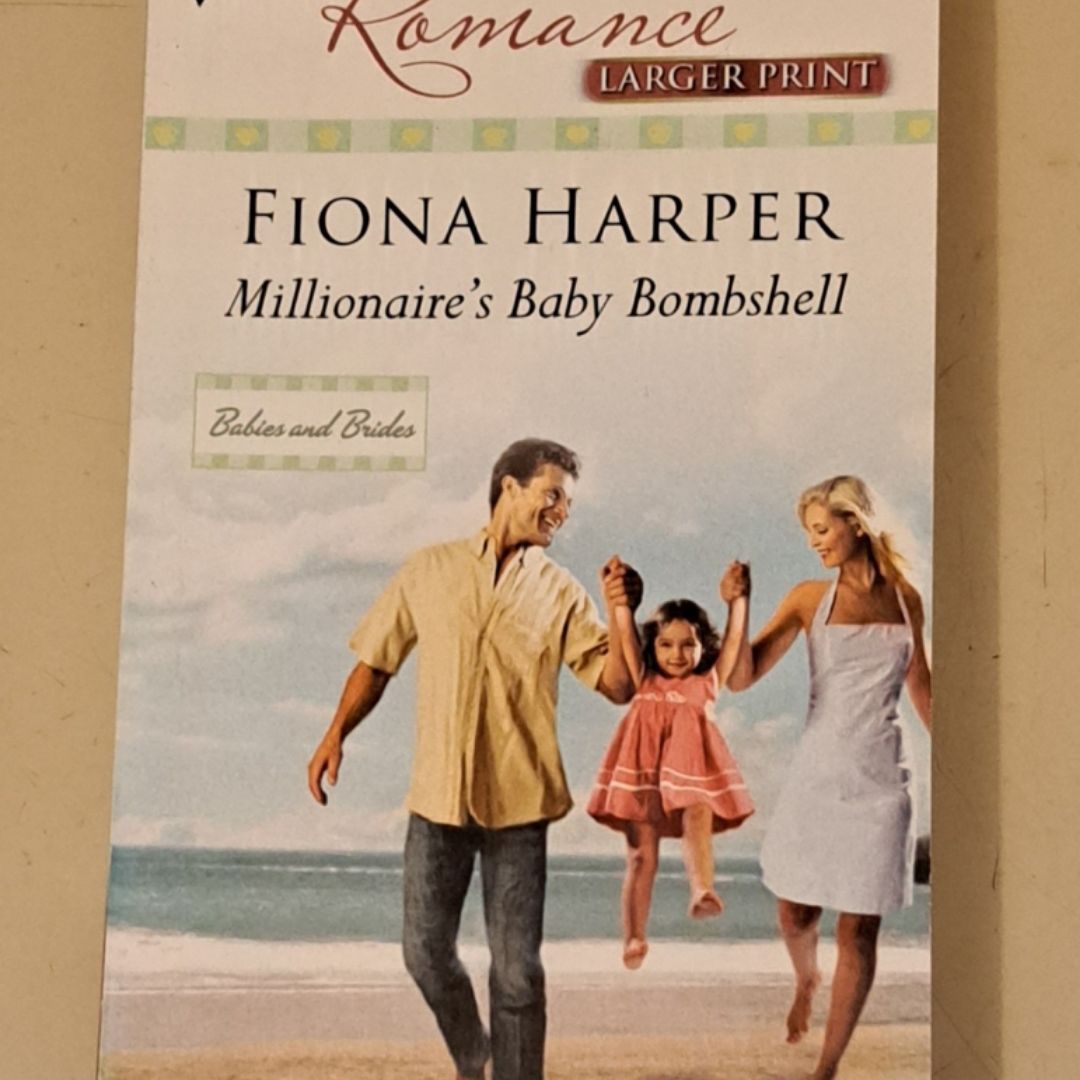 Romance
LARGER PRINT
FIONA HARPER
Millionaire's Baby Bombshell
Babies and Brides